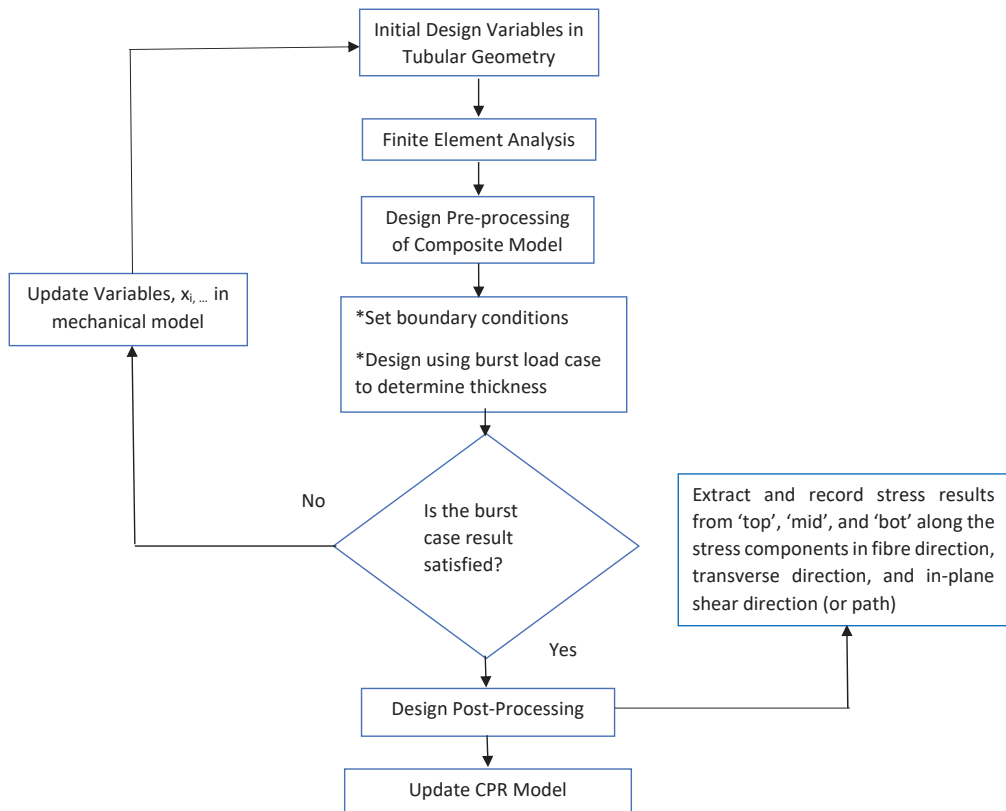 Initial Design Variables in
Tubular Geometry
Finite Element Analysis
Design Pre-processing
of Composite Model
Update Variables, xi, ... in
mechanical model
*Set boundary conditions
*Design using burst load case
to determine thickness
No
Is the burst
case result
satisfied?
Extract and record stress results
from ‘top’, ‘mid’, and ‘bot’ along the
stress components in fibre direction,
transverse direction, and in-plane
shear direction (or path)
Yes
Design Post-Processing
Update CPR Model